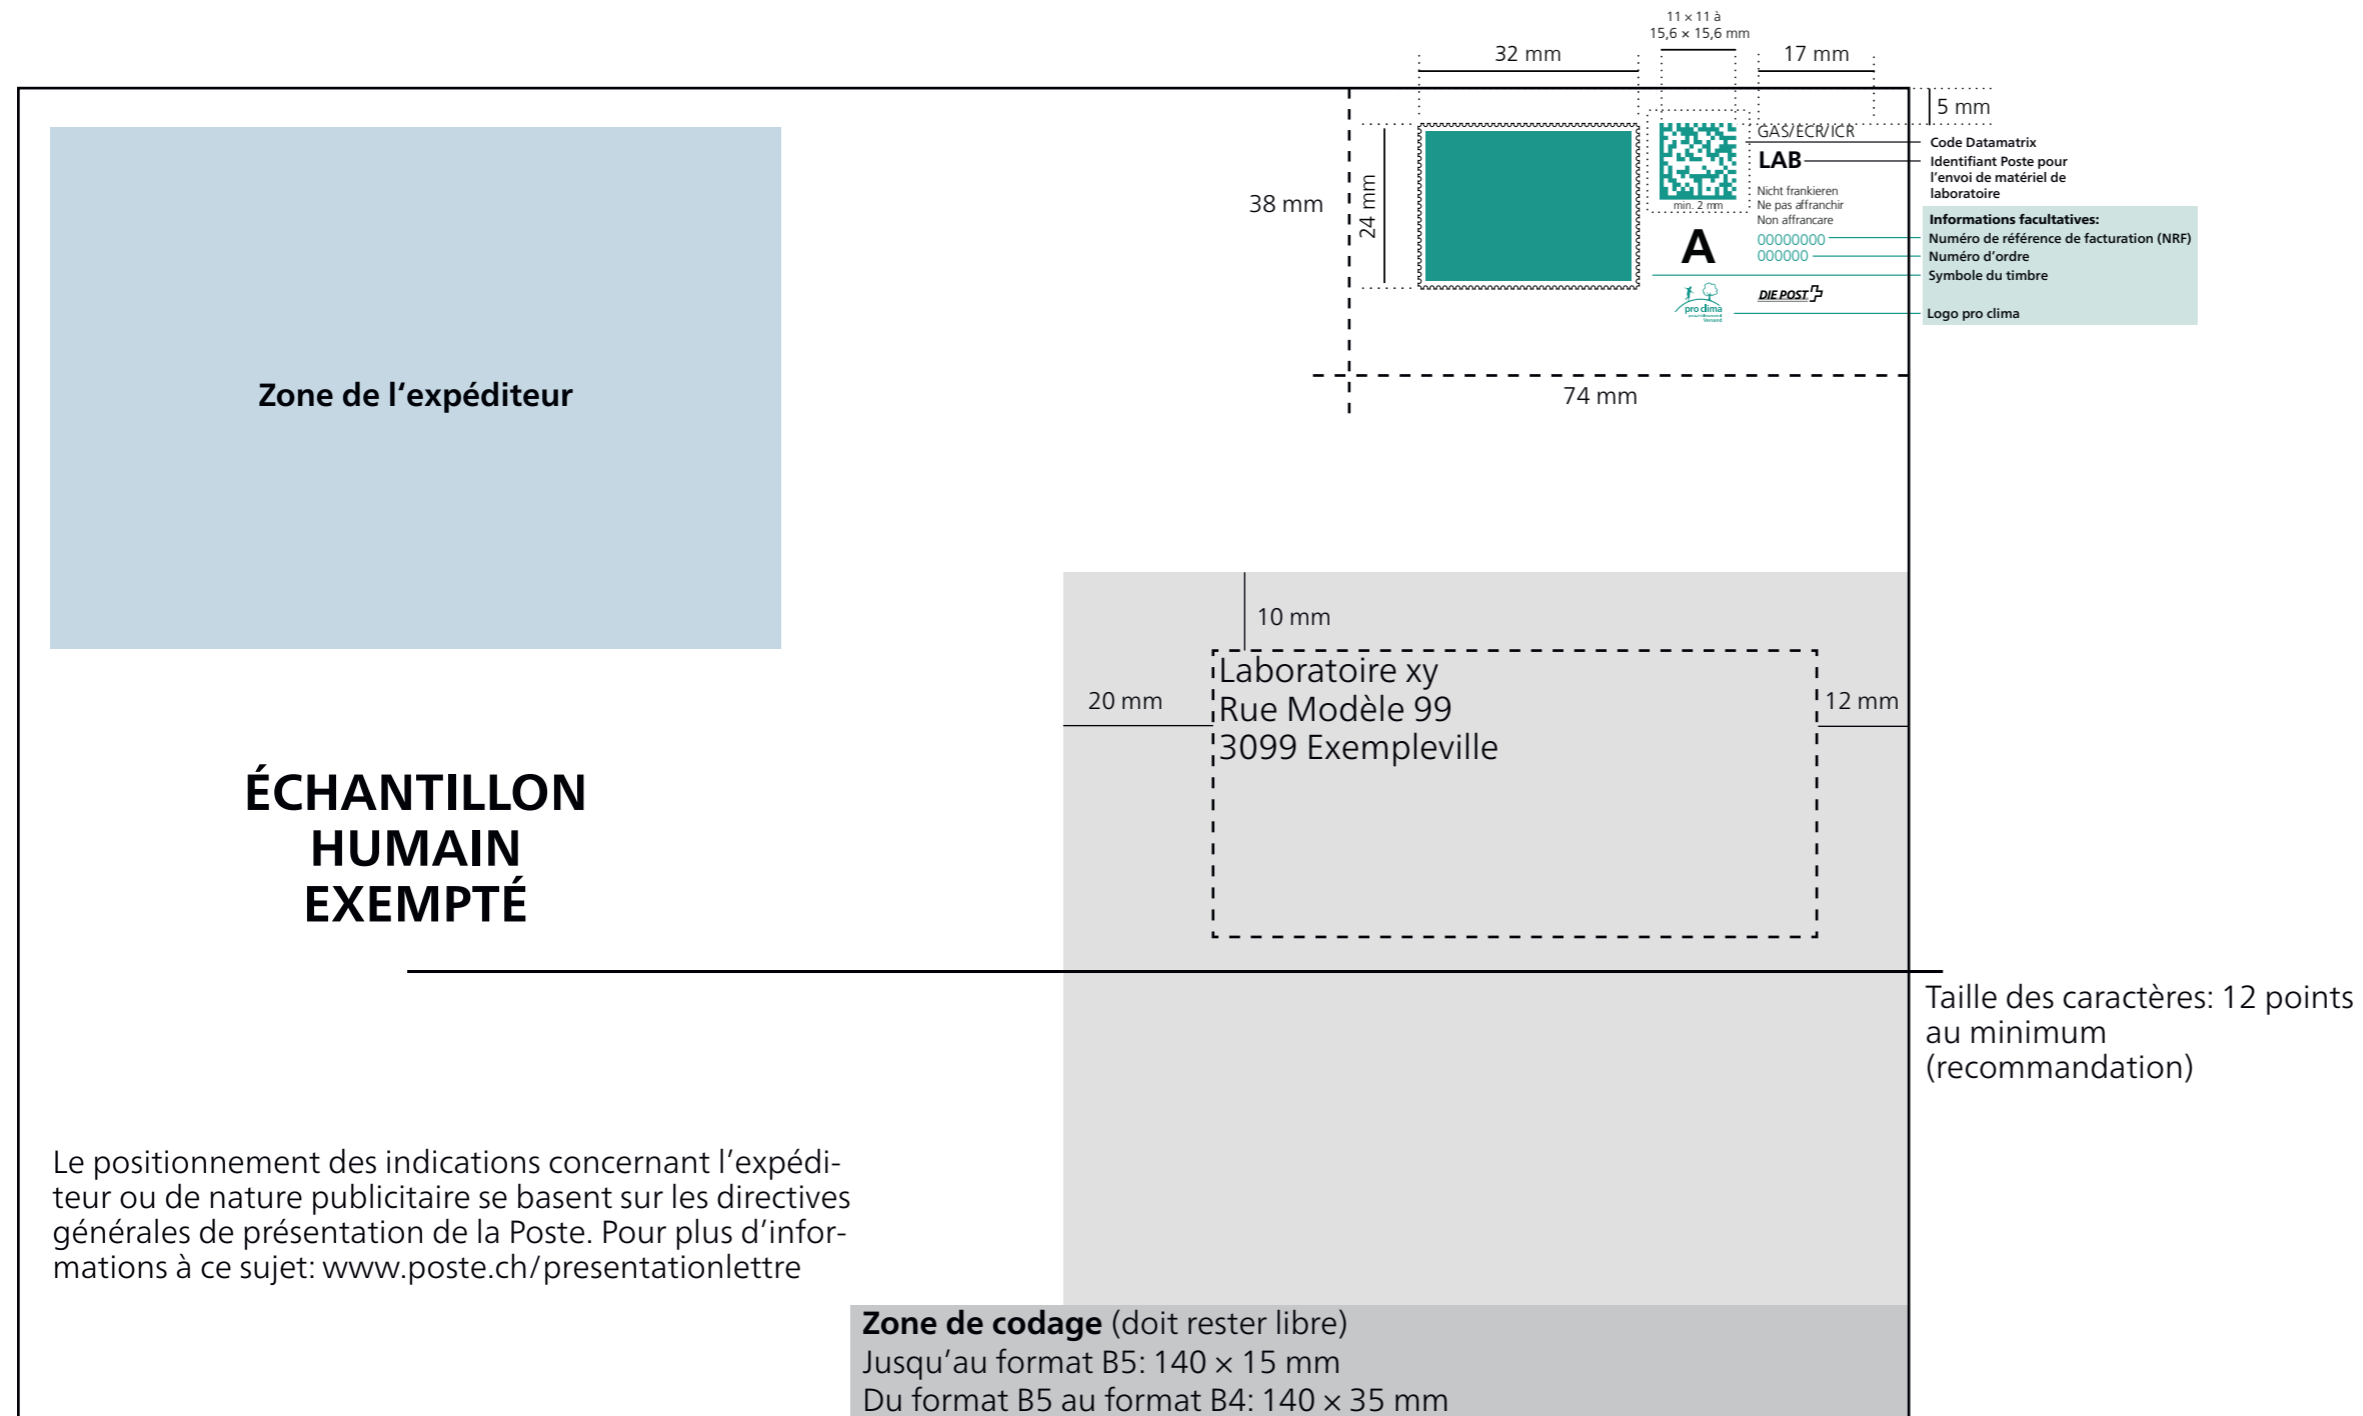 11 × 11 à
15,6 × 15,6 mm
32 mm
17 mm
5 mm
38 mm
24 mm
74 mm
min. 2 mm
GAS/ECR/ICR
LAB
Nicht frankieren
Ne pas affranchir
Non affrancare
00000000
000000
A
pro clima
Versand
DIE POST
Code Datamatrix
Identifiant Poste pour
l'envoi de matériel de
laboratoire
Informations facultatives:
Numéro de référence de facturation (NRF)
Numéro d'ordre
Symbole du timbre
Logo pro clima
Zone de l‘expéditeur
10 mm
20 mm
12 mm
Laboratoire xy
Rue Modèle 99
3099 Exempleville
ÉCHANTILLON
HUMAIN
EXEMPTÉ
Taille des caractères: 12 points
au minimum
(recommandation)
Le positionnement des indications concernant l'expédi-
teur ou de nature publicitaire se basent sur les directives
générales de présentation de la Poste. Pour plus d'infor-
mations à ce sujet: www.poste.ch/presentationlettre
Zone de codage (doit rester libre)
Jusqu'au format B5: 140 × 15 mm
Du format B5 au format B4: 140 × 35 mm